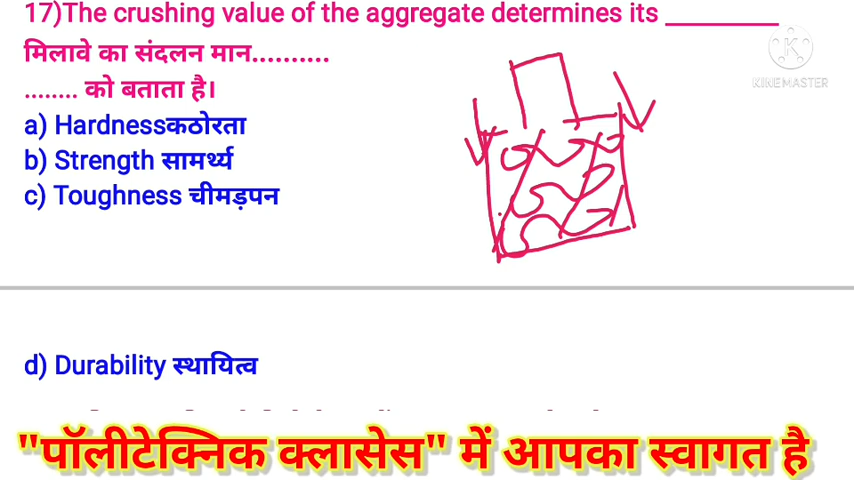 17)The crushing value of the aggregate determines its __________
मिलावे का संदलन मान..........
........ को बताता है।
a) Hardnessकठोरता
b) Strength सामर्थ्य
c) Toughness चीमड़पन
KINEMASTER
d) Durability स्थायित्व
"पॉलीटेक्निक क्लासेस" में आपका स्वागत है